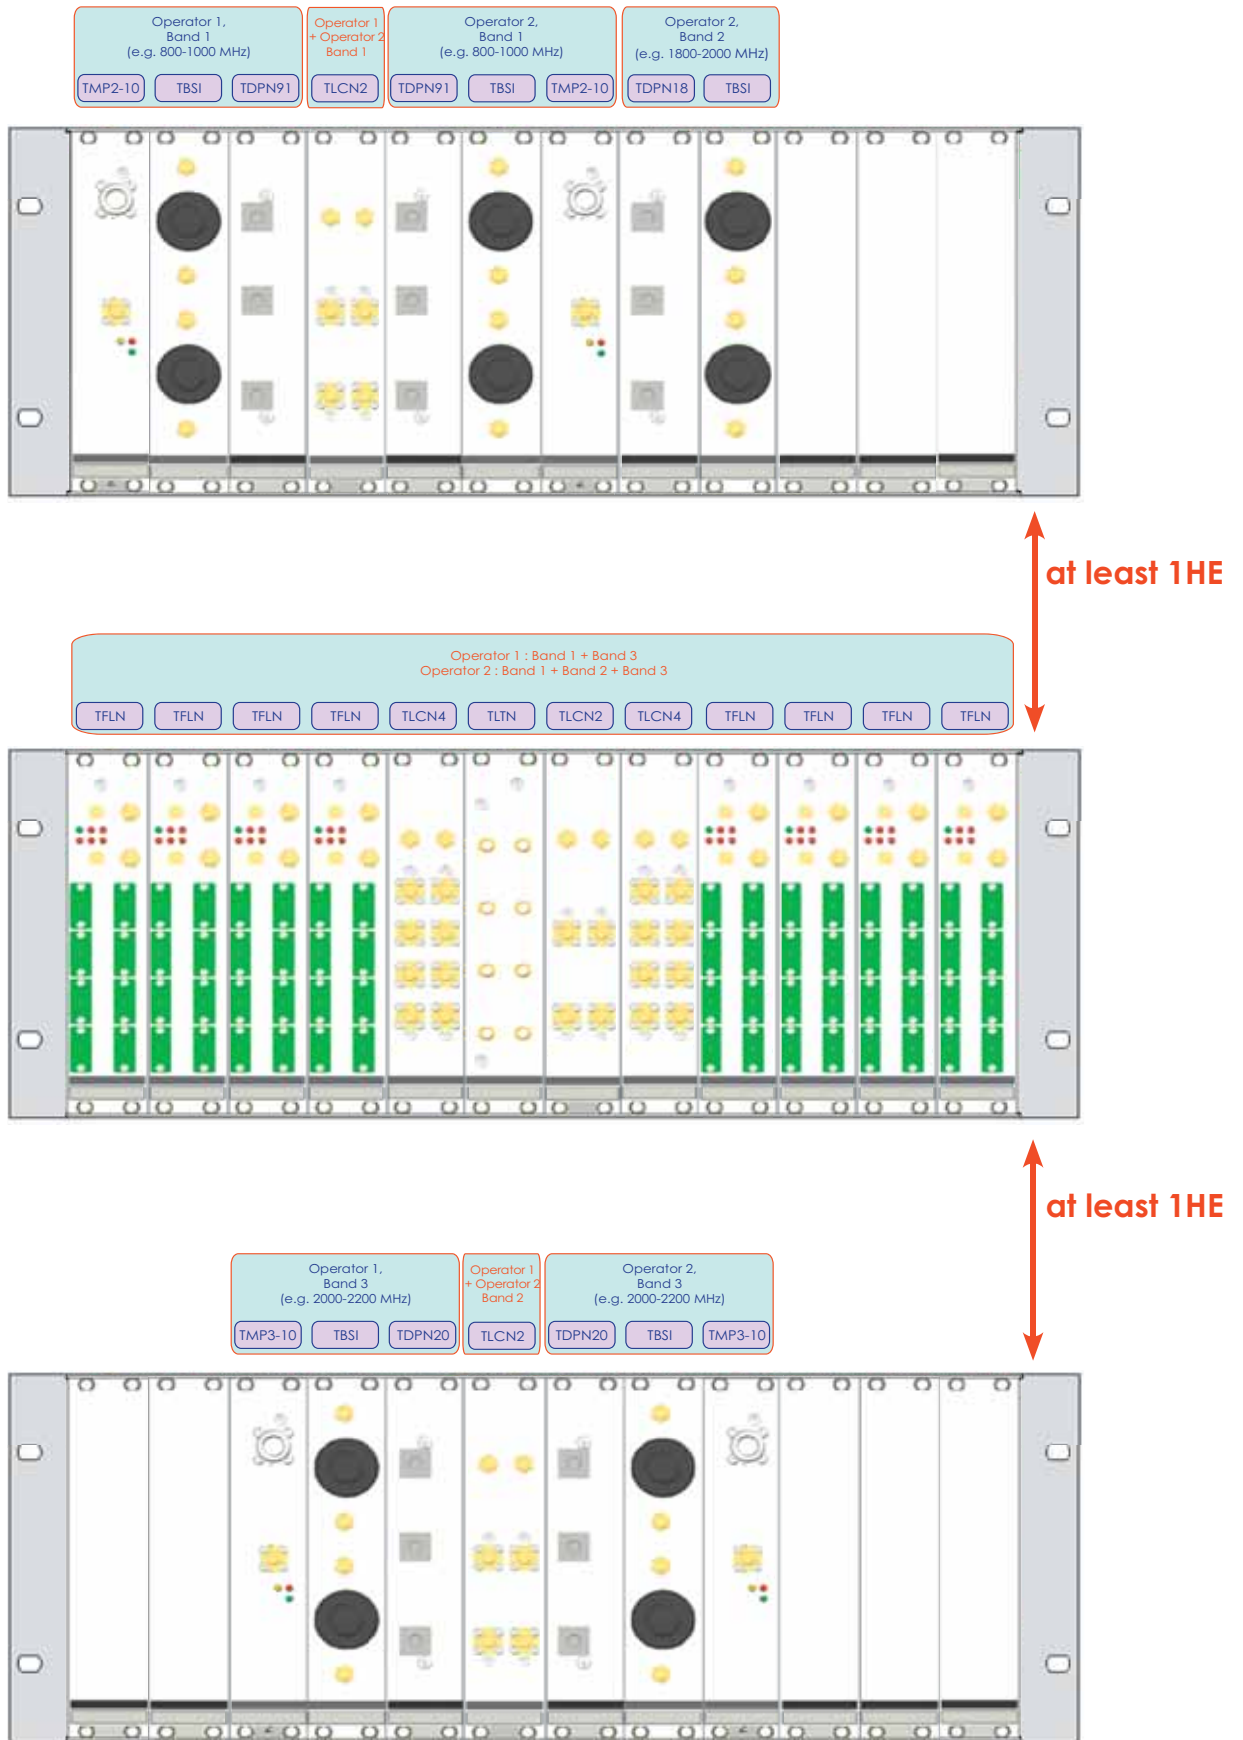 Operator 1,
Band 1
(e.g. 800-1000 MHz)
TMP2-10 TBSI TDPN91
Operator 1
+ Operator 2
Band 1
TLCN2
Operator 2,
Band 1
(e.g. 800-1000 MHz)
TDPN91 TBSI TMP2-10
Operator 2,
Band 2
(e.g. 1800-2000 MHz)
TDPN18 TBSI
at least 1HE
Operator 1 : Band 1 + Band 3
Operator 2 : Band 1 + Band 2 + Band 3
TFLN TFLN TFLN TFLN TLCN4 TLTN TLCN2 TLCN4 TFLN TFLN TFLN TFLN
at least 1HE
Operator 1,
Band 3
(e.g. 2000-2200 MHz)
TMP3-10 TBSI TDPN20
Operator 1
+ Operator 2
Band 2
TLCN2
Operator 2,
Band 3
(e.g. 2000-2200 MHz)
TDPN20 TBSI TMP3-10